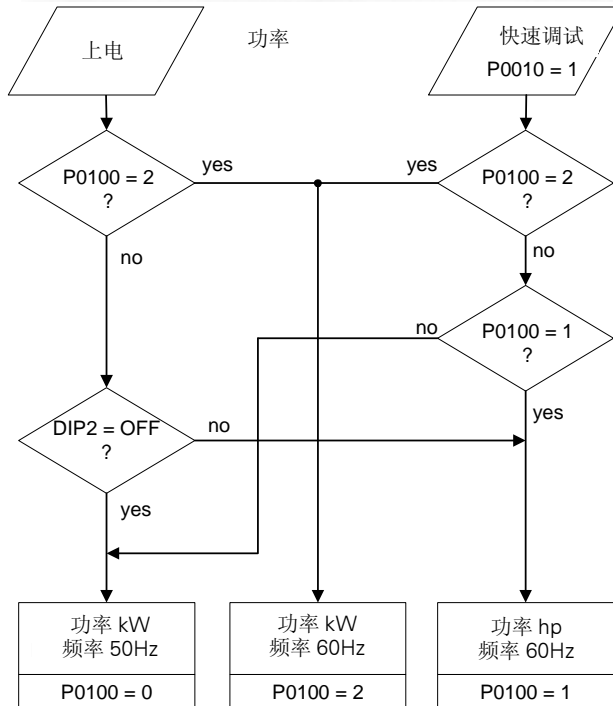 上电
功率
快速调试
P0010 = 1
P0100 = 2
?
yes
yes
P0100 = 2
?
no
no
no
P0100 = 1
?
DIP2 = OFF
?
no
yes
yes
功率 kW
频率 50Hz
P0100 = 0
功率 kW
频率 60Hz
P0100 = 2
功率 hp
频率 60Hz
P0100 = 1